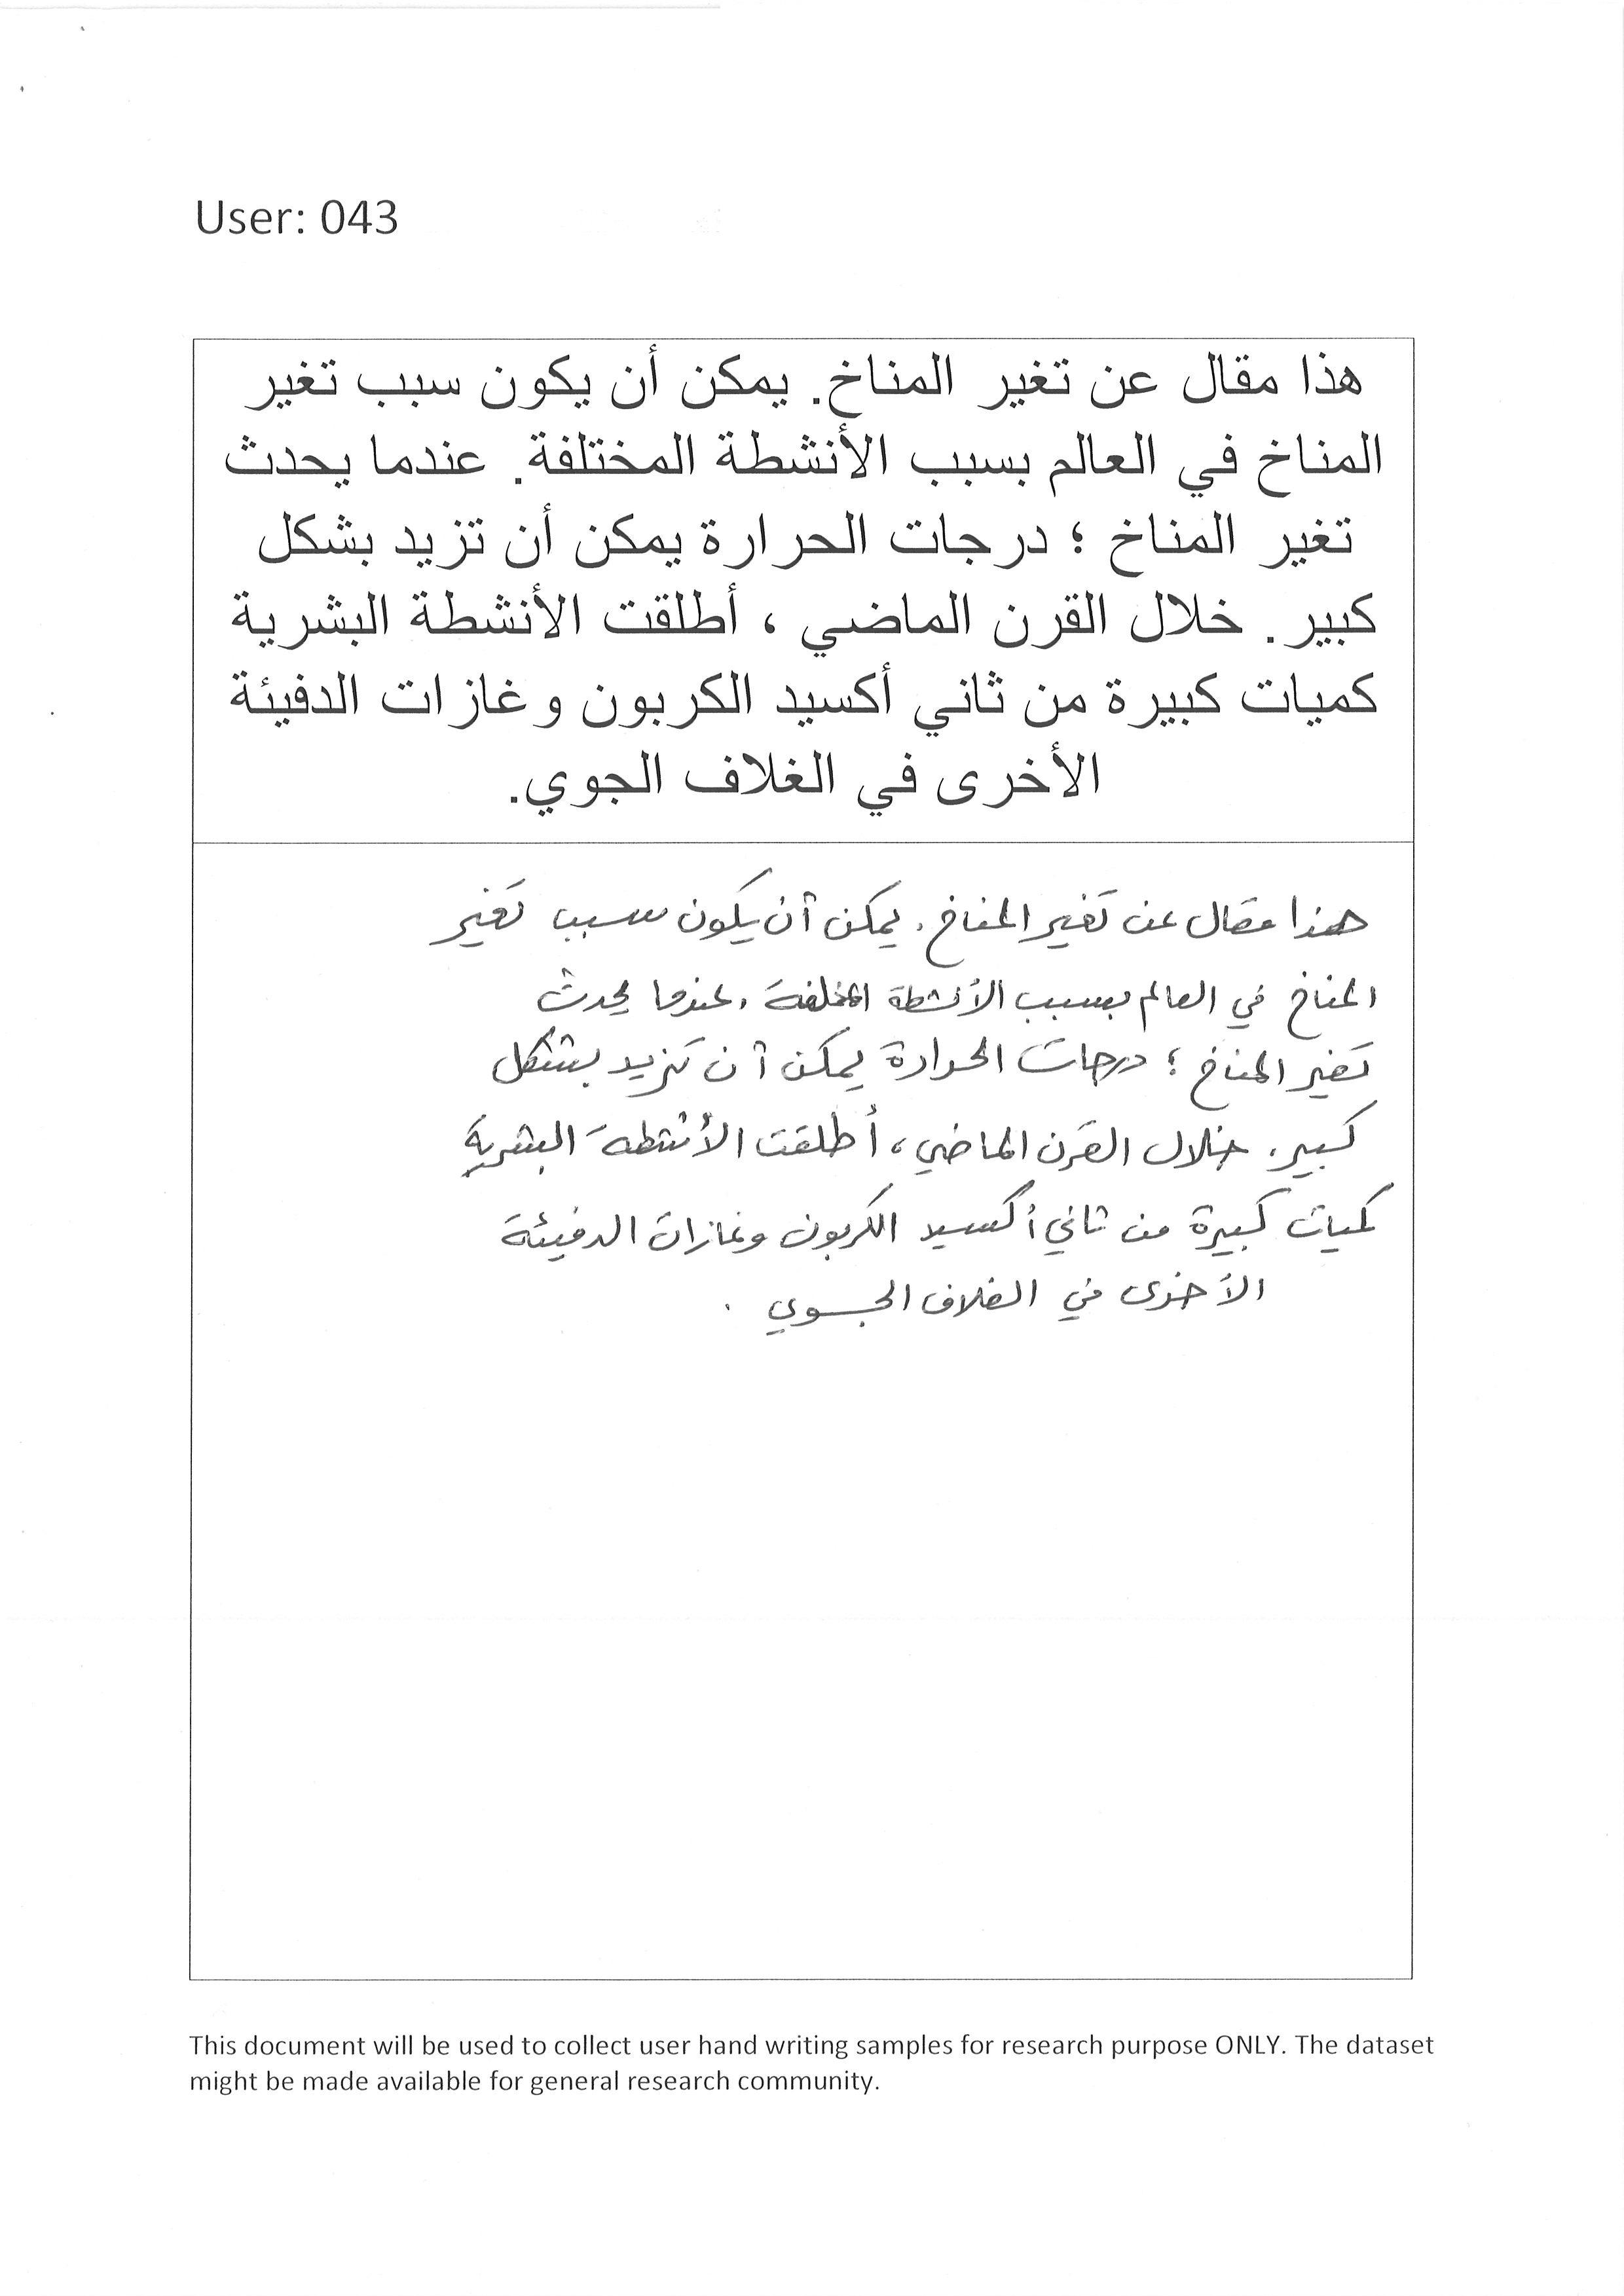 User: 043
هذا مقال عن تغير المناخ. يمكن أن يكون سبب تغير
المناخ في العالم بسبب الأنشطة المختلفة. عندما يحدث
تغير المناخ ؛ درجات الحرارة يمكن أن تزيد بشكل
كبير. خلال القرن الماضي ، أطلقت الأنشطة البشرية
كميات كبيرة من ثاني أكسيد الكربون وغازات الدفيئة
الأخرى في الغلاف الجوي.
هذا مقال عن تغير المناخ. يمكن أن يكون سبب تغير
المناخ في العالم بسبب الأنشطة المختلفة. عندما يحدث
تغير المناخ ؛ درجات الحرارة يمكن أن تزيد بشكل
كبير. خلال القرن الماضي ، أطلقت الأنشطة البشرية
كميات كبيرة من ثاني أكسيد الكربون وغازات الدفيئة
الأخرى في الغلاف الجوي .
This document will be used to collect user hand writing samples for research purpose ONLY. The dataset
might be made available for general research community.